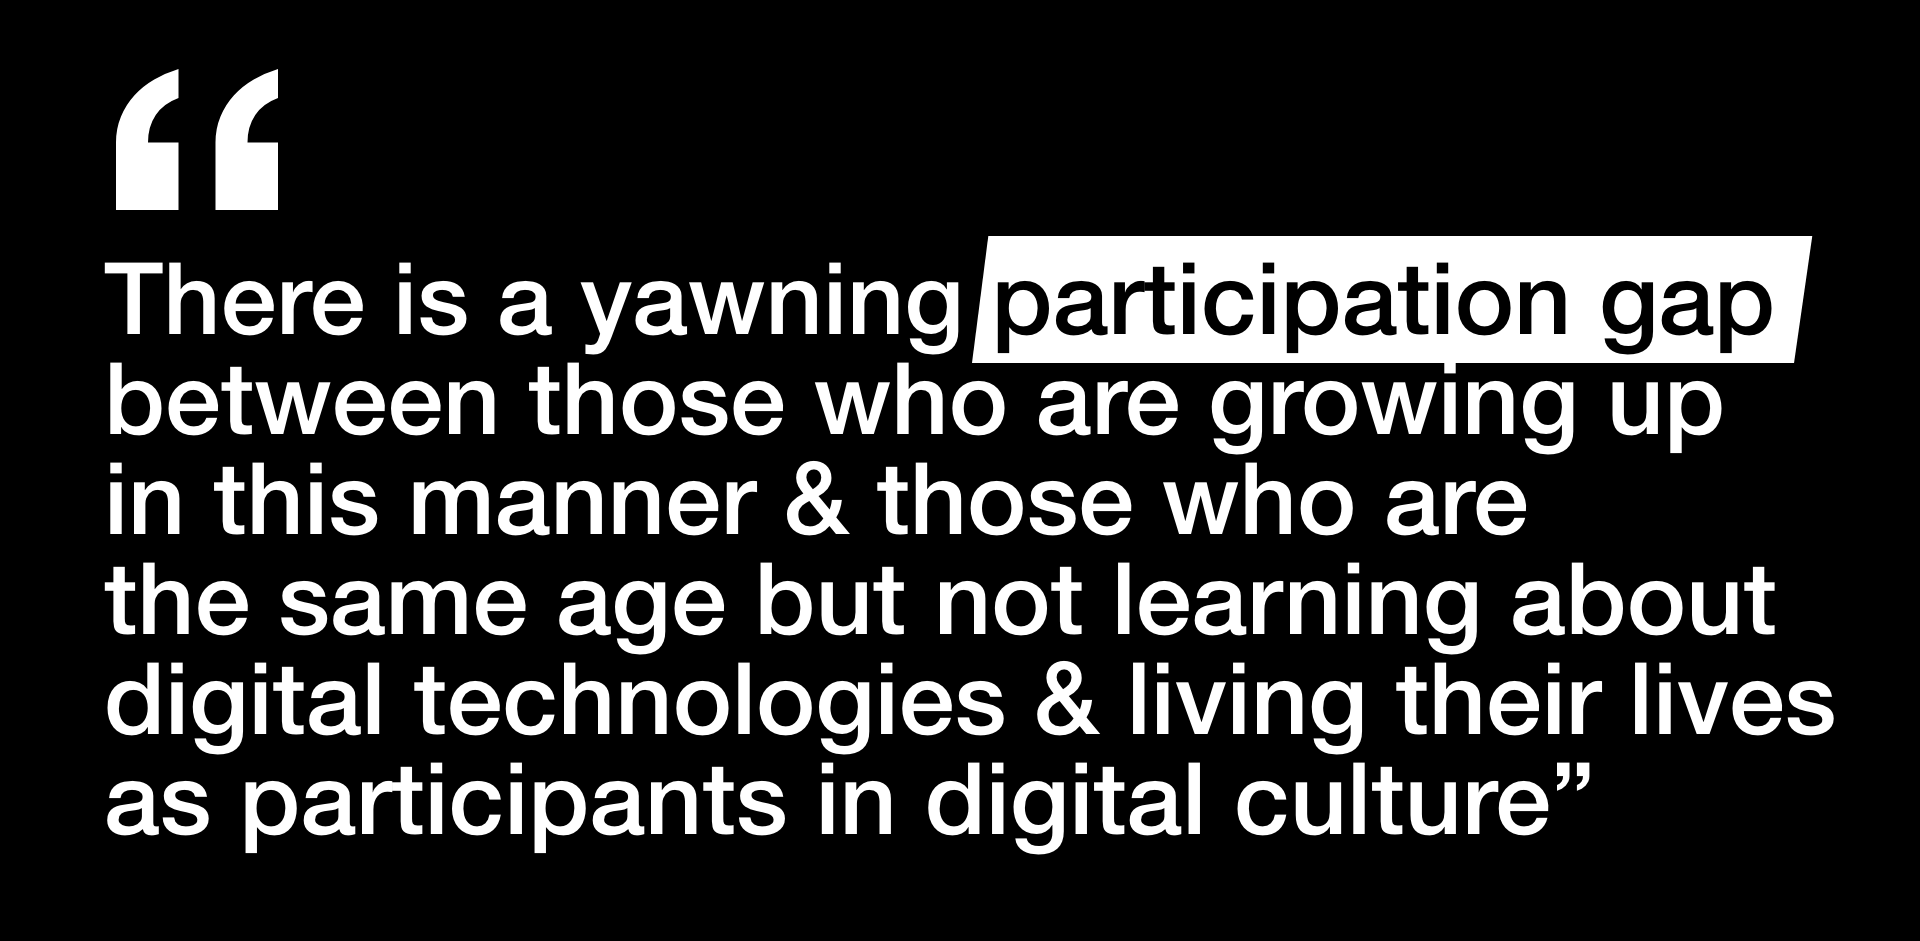 “
There is a yawning participation gap
between those who are growing up
in this manner & those who are
the same age but not learning about
digital technologies & living their lives
as participants in digital culture”